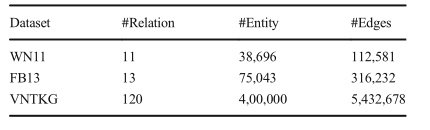 Dataset #Relation #Entity #Edges
WN11 11 38,696 112,581
FB13 13 75,043 316,232
VNTKG 120 4,00,000 5,432,678